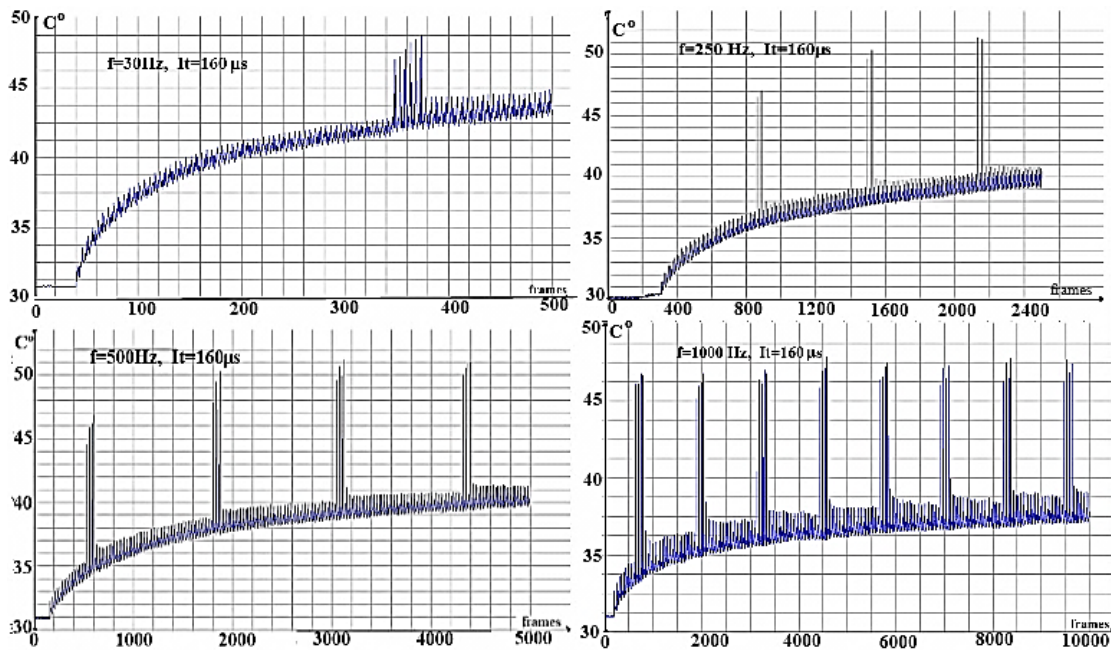 50 C°
f=30Hz, It=160 µs
45
40
35
30
frames
100 200 300 400 500
C°
50
f=250 Hz, It=160µs
45
40
35
30
frames
400 800 1200 1600 2000 2400
C°
50
f=500Hz, It=160µs
45
40
35
30
frames
0 1000 2000 3000 4000 5000
50 C°
f=1000 Hz, It=160 µs
45
40
35
30
frames
0 2000 4000 6000 8000 10000